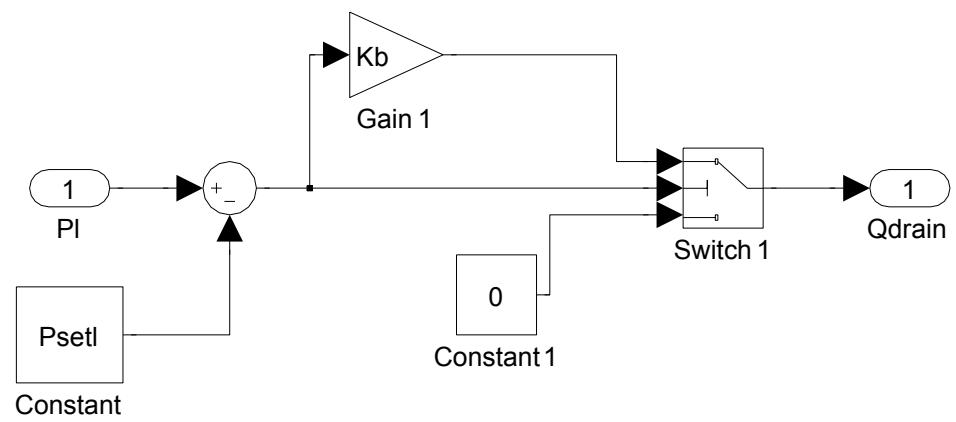 Kb
Gain 1
1
Pl
+
−
Switch 1
1
Qdrain
Psetl
Constant
0
Constant 1